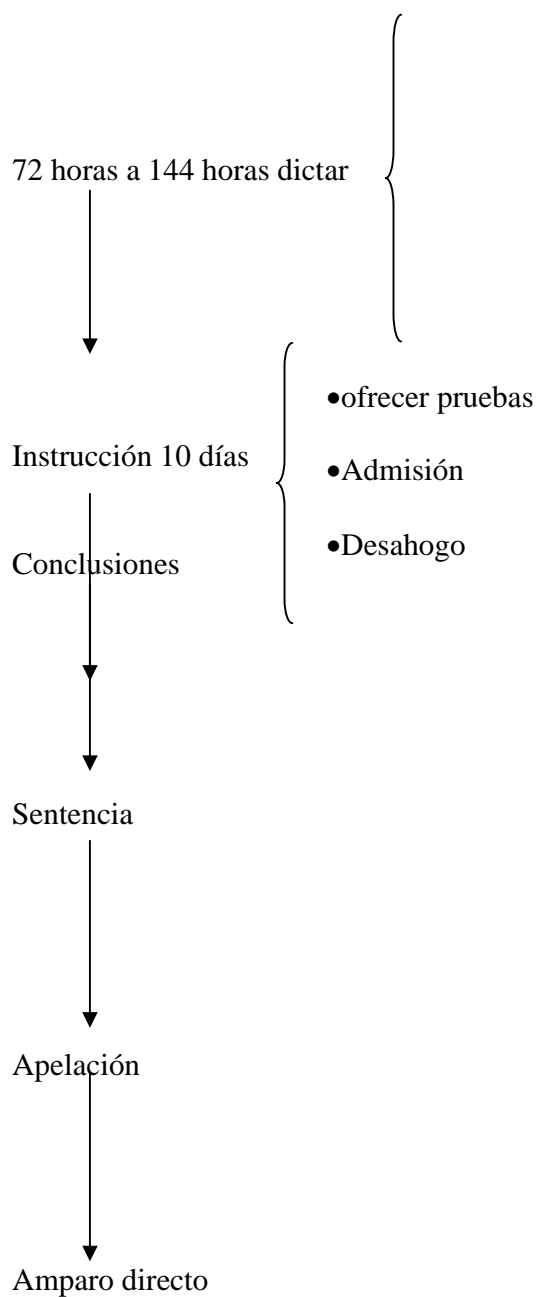 72 horas a 144 horas dictar
•ofrecer pruebas
Instrucción 10 días
•Admisión
•Desahogo
Conclusiones
Sentencia
Apelación
Amparo directo